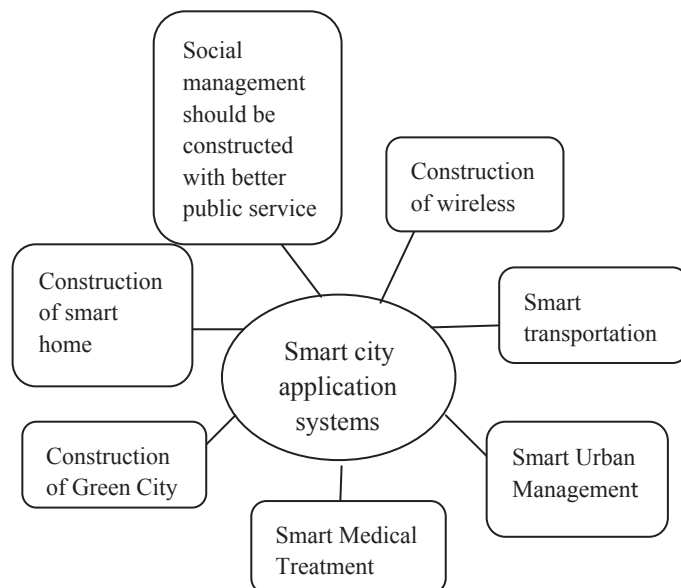 Social
management
should be
constructed
with better
public service
Construction
of wireless
Construction
of smart
home
Smart
transportation
Smart city
application
systems
Construction
of Green City
Smart Urban
Management
Smart Medical
Treatment